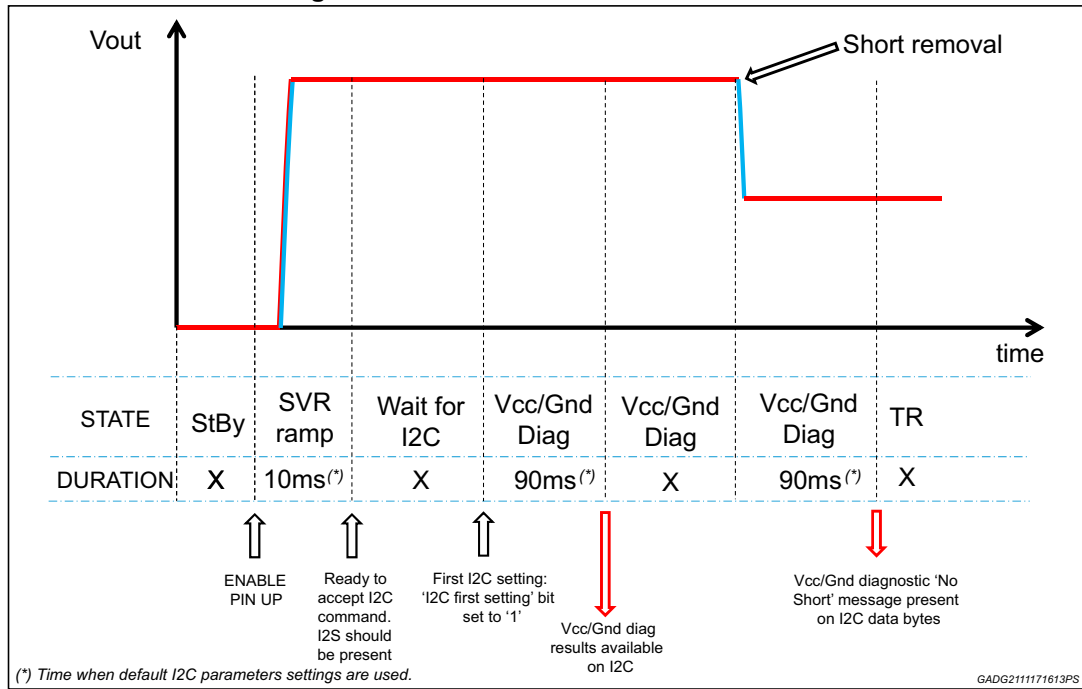 Vout
Short removal
time
STATE
StBy
SVR
ramp
Wait for
I2C
Vcc/Gnd
Diag
Vcc/Gnd
Diag
Vcc/Gnd
Diag
TR
DURATION
X
10ms(*)
X
90ms(*)
X
90ms(*)
X
ENABLE
PIN UP
Ready to
accept I2C
command.
I2S should
be present
First I2C setting:
‘I2C first setting’ bit
set to ‘1’
Vcc/Gnd diag
results available
on I2C
Vcc/Gnd diagnostic ‘No
Short’ message present
on I2C data bytes
(*) Time when default I2C parameters settings are used.
GADG2111171613PS